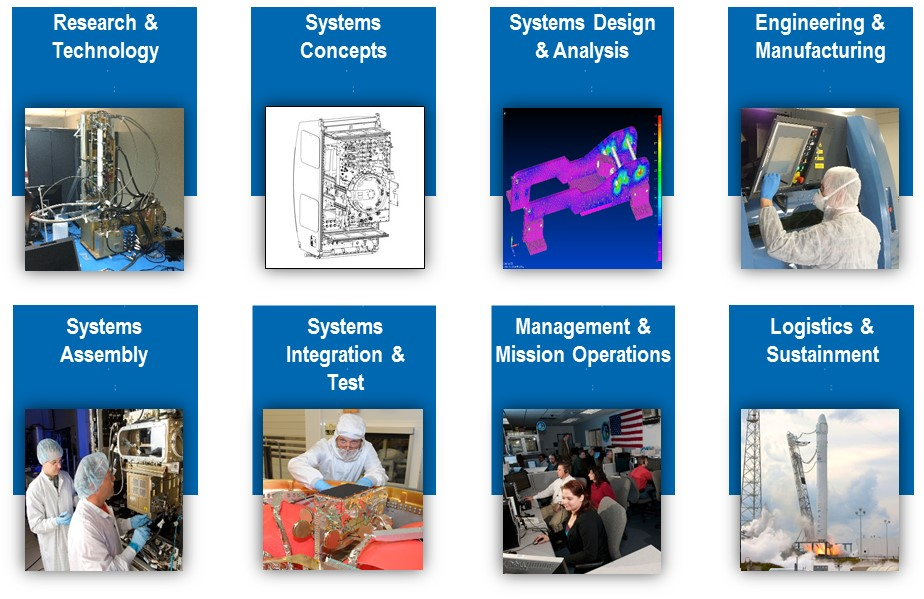 Research &
Technology
Systems
Concepts
Systems Design
& Analysis
Engineering &
Manufacturing
Systems
Assembly
Systems
Integration &
Test
Management &
Mission Operations
Logistics &
Sustainment